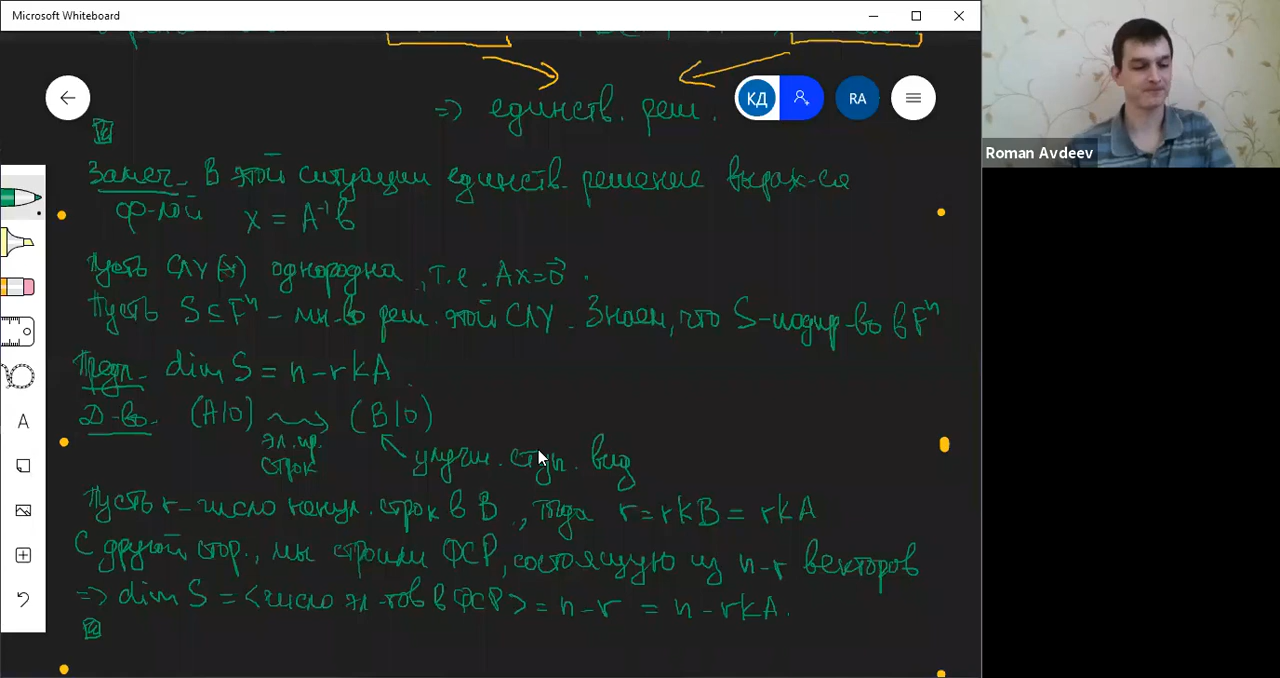 Microsoft Whiteboard
КД
RA
=> единств. реш.
Roman Avdeev
Замеч. В этой ситуации единств. решение выраж-ся
ф-лой x = A⁻¹b
Пусть СЛУ (*) однородна, т.е. Ax = 0⃗.
Пусть S ⊆ Fⁿ – мн-во реш. этой СЛУ. Знаем, что S – подпр-во в Fⁿ
Предл. dim S = n – rk A
Д-во. (A|0) ⇝ (B|0)
эл. пр.
строк
улучш. ступ. вид
A
Пусть r – число ненул. строк в B, тогда r = rk B = rk A
С другой стор., мы строили ФСР, состоящую из n–r векторов
=> dim S = <число эл-тов в ФСР> = n – r = n – rk A.